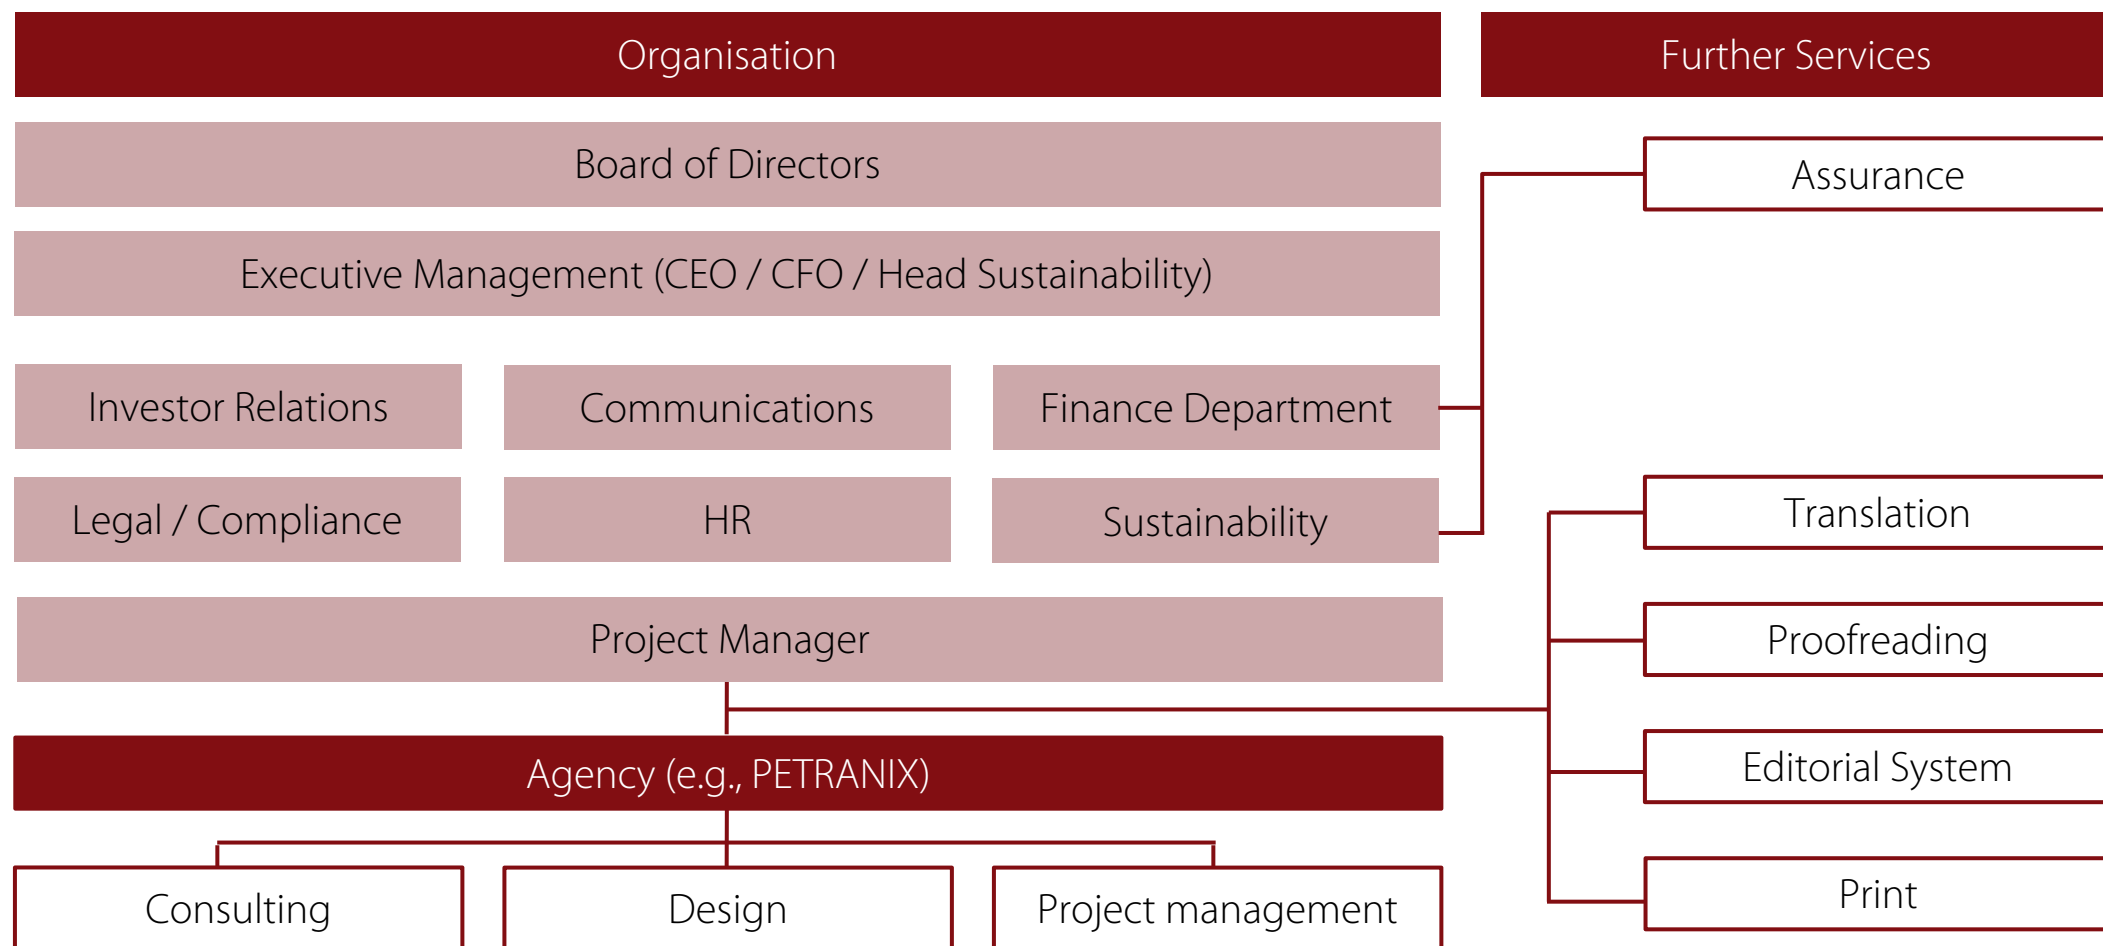 Organisation
Further Services
Board of Directors
Assurance
Executive Management (CEO / CFO / Head Sustainability)
Investor Relations
Communications
Finance Department
Legal / Compliance
HR
Sustainability
Translation
Project Manager
Proofreading
Agency (e.g., PETRANIX)
Editorial System
Consulting
Design
Project management
Print